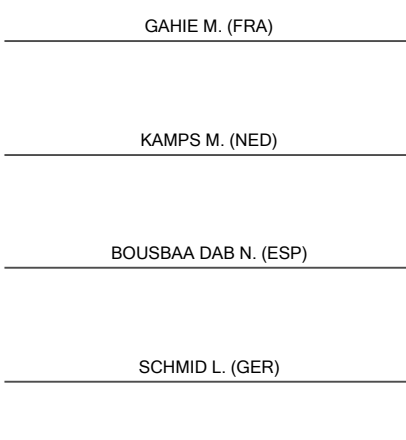 GAHIE M. (FRA)
KAMPS M. (NED)
BOUSBAA DAB N. (ESP)
SCHMID L. (GER)